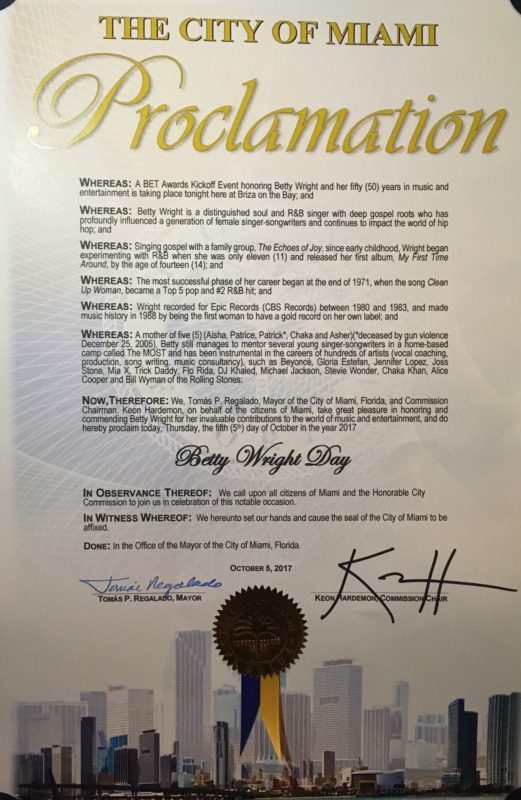 THE CITY OF MIAMI
Proclamation
WHEREAS: A BET Awards Kickoff Event honoring Betty Wright and her fifty (50) years in music and
entertainment is taking place tonight here at Briza on the Bay; and
WHEREAS: Betty Wright is a distinguished soul and R&B singer with deep gospel roots who has
profoundly influenced a generation of female singer-songwriters and continues to impact the world of hip
hop; and
WHEREAS: Singing gospel with a family group, The Echoes of Joy, since early childhood, Wright began
experimenting with R&B when she was only eleven (11) and released her first album, My First Time
Around, by the age of fourteen (14); and
WHEREAS: The most successful phase of her career began at the end of 1971, when the song Clean
Up Woman, became a Top 5 pop and #2 R&B hit; and
WHEREAS: Wright recorded for Epic Records (CBS Records) between 1980 and 1983, and made
music history in 1988 by being the first woman to have a gold record on her own label; and
WHEREAS: A mother of five (5) (Aisha, Patrice, Patrick*, Chaka and Asher)(*deceased by gun violence
December 25, 2005), Betty still manages to mentor several young singer-songwriters in a home-based
camp called The MOST and has been instrumental in the careers of hundreds of artists (vocal coaching,
production, song writing, music consultancy), such as Beyoncé, Gloria Estefan, Jennifer Lopez, Joss
Stone, Mia X, Trick Daddy, Flo Rida, DJ Khaled, Michael Jackson, Stevie Wonder, Chaka Khan, Alice
Cooper and Bill Wyman of the Rolling Stones:
NOW,THEREFORE: We, Tomás P. Regalado, Mayor of the City of Miami, Florida, and Commission
Chairman. Keon Hardemon, on behalf of the citizens of Miami, take great pleasure in honoring and
commending Betty Wright for her invaluable contributions to the world of music and entertainment, and do
hereby proclaim today, Thursday, the fifth (5th) day of October in the year 2017
Betty Wright Day
IN OBSERVANCE THEREOF: We call upon all citizens of Miami and the Honorable City
Commission to join us in celebration of this notable occasion.
IN WITNESS WHEREOF: We hereunto set our hands and cause the seal of the City of Miami to be
affixed.
DONE: In the Office of the Mayor of the City of Miami, Florida.
OCTOBER 5, 2017
Tomás Regalado
TOMÁS P. REGALADO, MAYOR
KEON HARDEMON, COMMISSION CHAIR